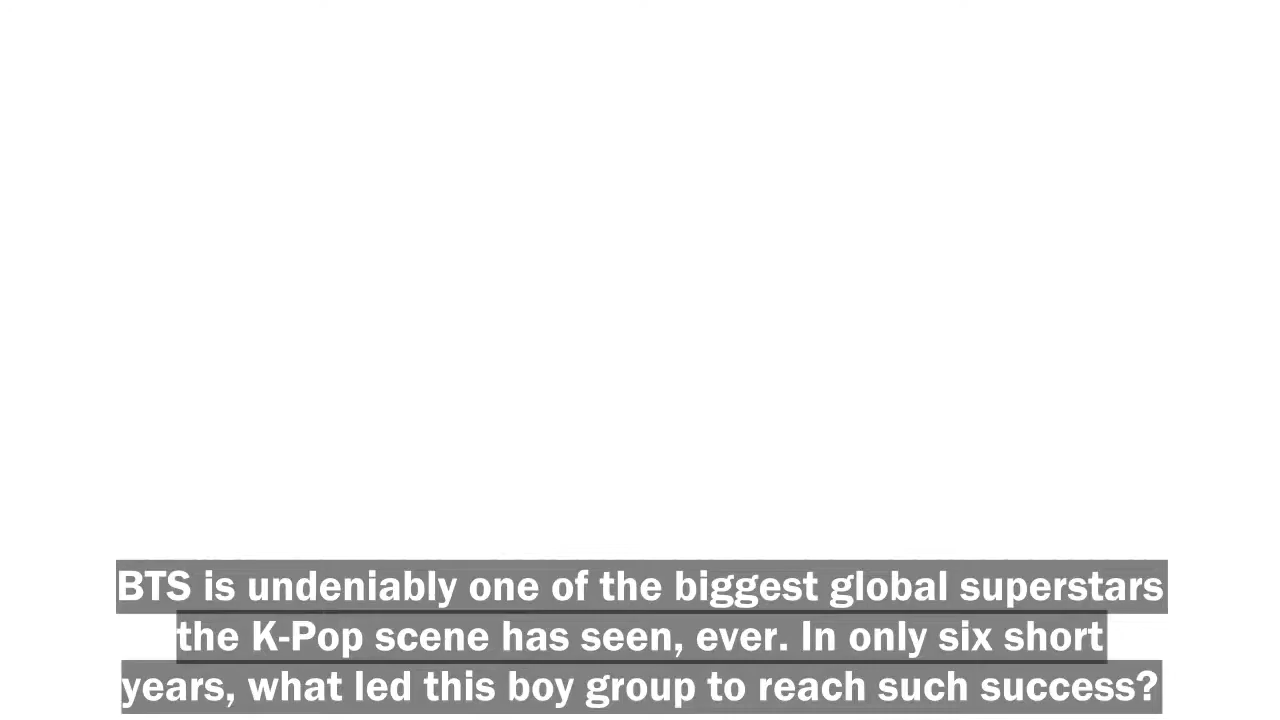 BTS is undeniably one of the biggest global superstars
the K-Pop scene has seen, ever. In only six short
years, what led this boy group to reach such success?